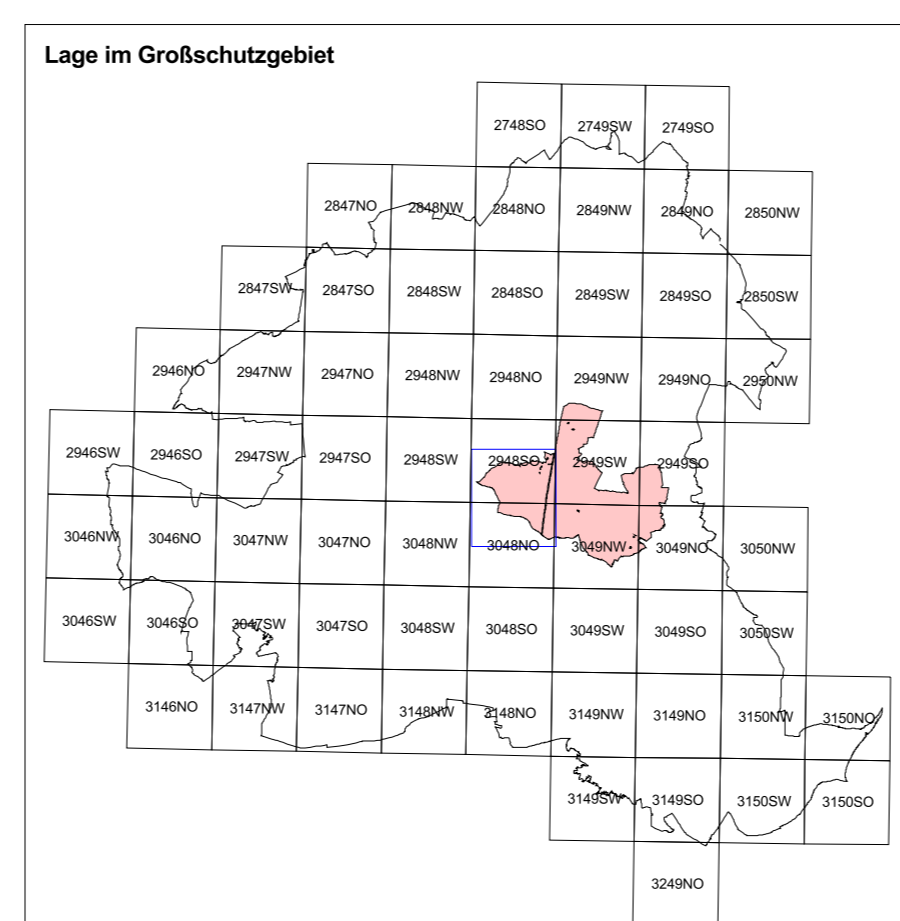 Lage im Großschutzgebiet
2748SO 2749SW 2749SO
2847NO 2848NW 2848NO 2849NW 2849NO 2850NW
2847SW 2847SO 2848SW 2848SO 2849SW 2849SO 2850SW
2946NO 2947NW 2947NO 2948NW 2948NO 2949NW 2949NO 2950NW
2946SW 2946SO 2947SW 2947SO 2948SW 2948SO 2949SW 2949SO
3046NW 3046NO 3047NW 3047NO 3048NW 3048NO 3049NW 3049NO 3050NW
3046SW 3046SO 3047SW 3047SO 3048SW 3048SO 3049SW 3049SO 3050SW
3146NO 3147NW 3147NO 3148NW 3148NO 3149NW 3149NO 3150NW 3150NO
3149SW 3149SO 3150SW 3150SO
3249NO